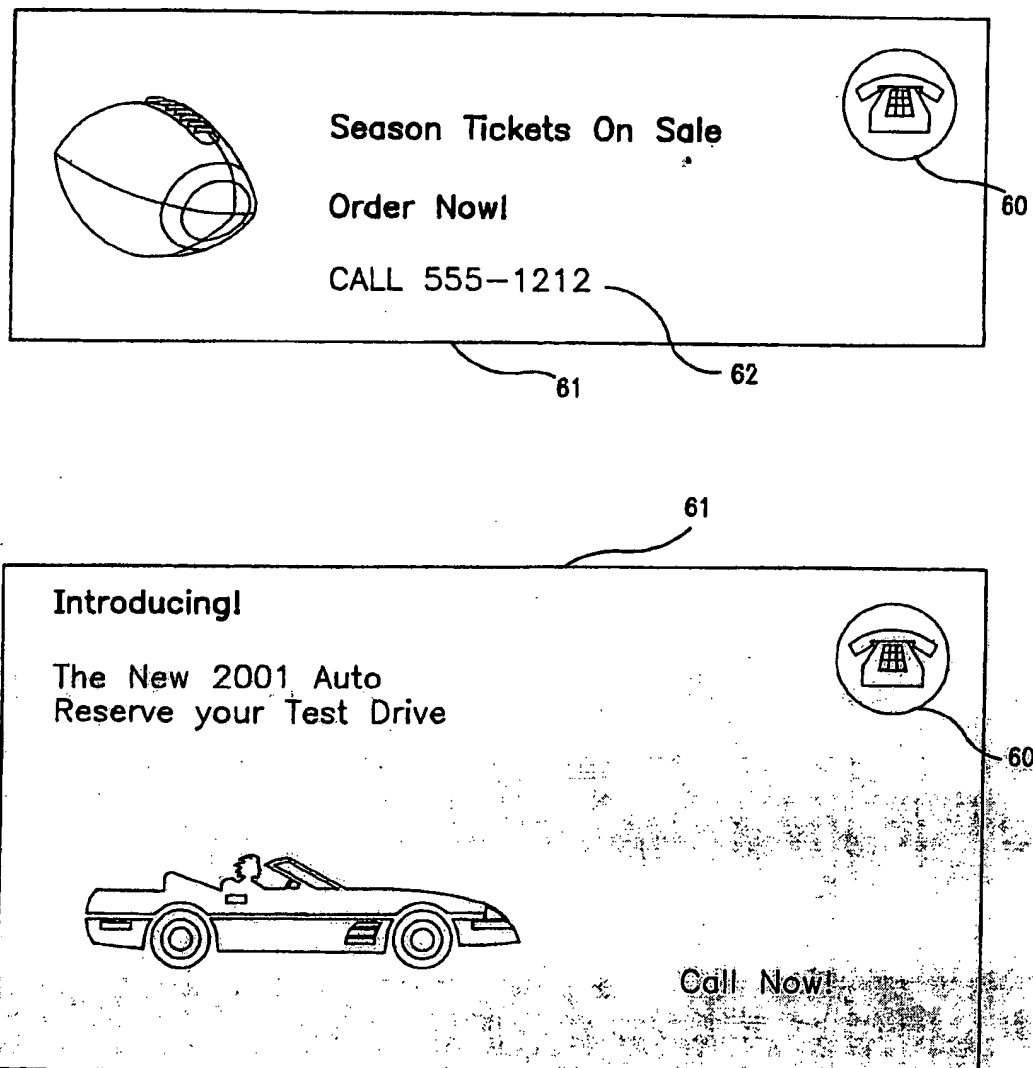 Season Tickets On Sale
Order Now!
60
CALL 555-1212
61
62
61
Introducing!
The New 2001 Auto
Reserve your Test Drive
60
Call Now!